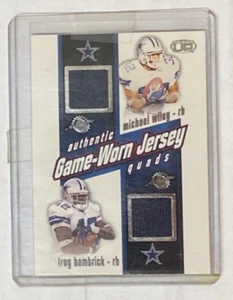 michael wiley - rb
authentic
Game-Worn Jersey
quads
troy hambrick - rb